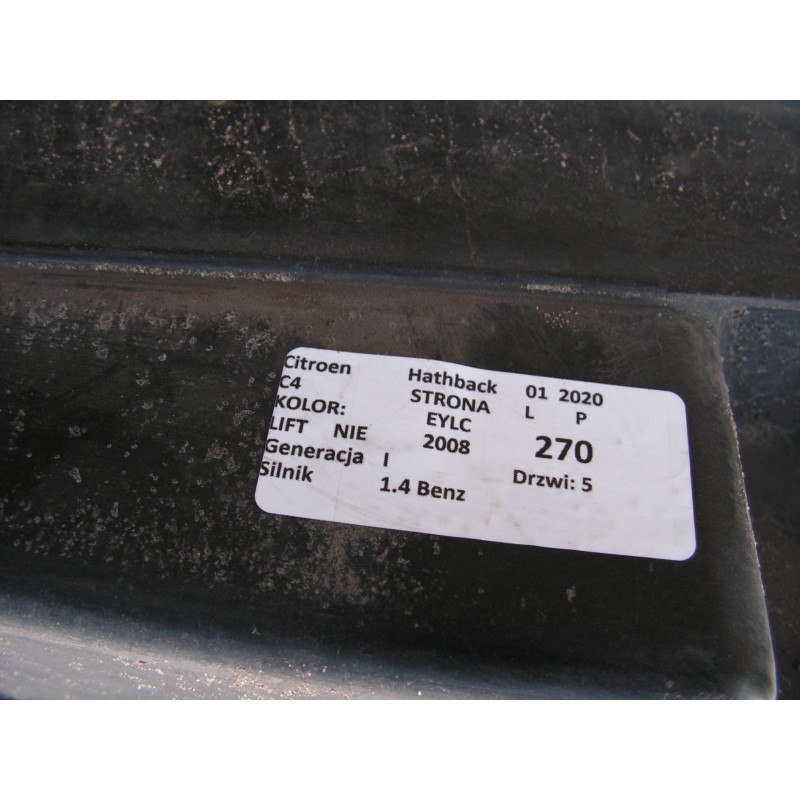 Citroen Hathback 01 2020
C4 STRONA L P
KOLOR: EYLC
LIFT NIE 2008 270
Generacja I Drzwi: 5
Silnik 1.4 Benz